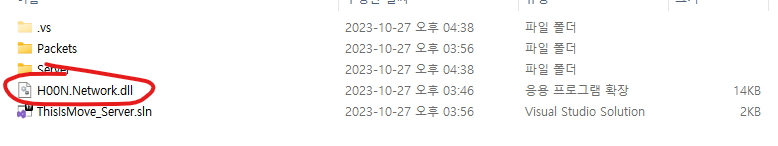 .vs 2023-10-27 오후 04:38 파일 폴더
Packets 2023-10-27 오후 03:56 파일 폴더
Server 2023-10-27 오후 04:38 파일 폴더
H00N.Network.dll 2023-10-27 오후 03:46 응용 프로그램 확장 14KB
ThisIsMove_Server.sln 2023-10-27 오후 03:56 Visual Studio Solution 2KB